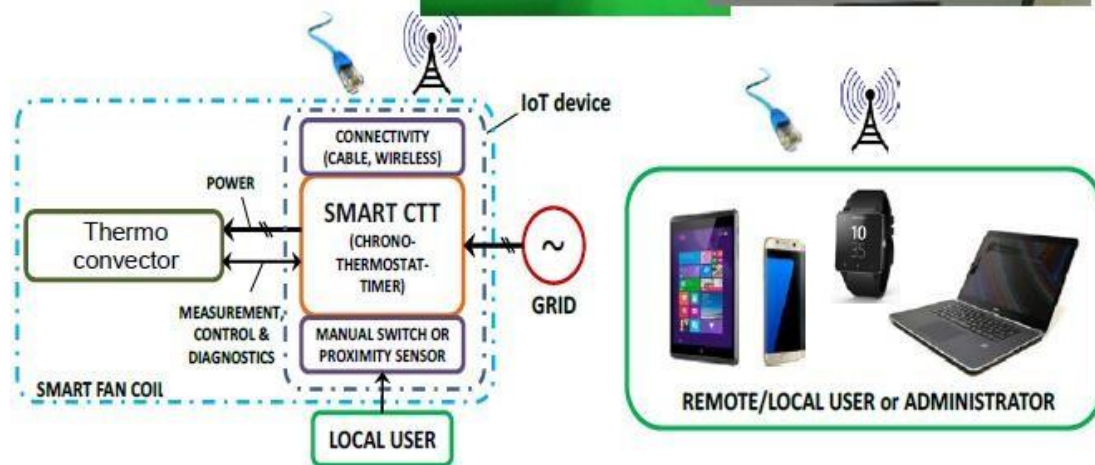 IoT device
CONNECTIVITY
(CABLE, WIRELESS)
POWER
SMART CTT
(CHRONO-
THERMOSTAT-
TIMER)
Thermo
convector
~
GRID
MEASUREMENT,
CONTROL &
DIAGNOSTICS
MANUAL SWITCH OR
PROXIMITY SENSOR
SMART FAN COIL
LOCAL USER
10
REMOTE/LOCAL USER or ADMINISTRATOR